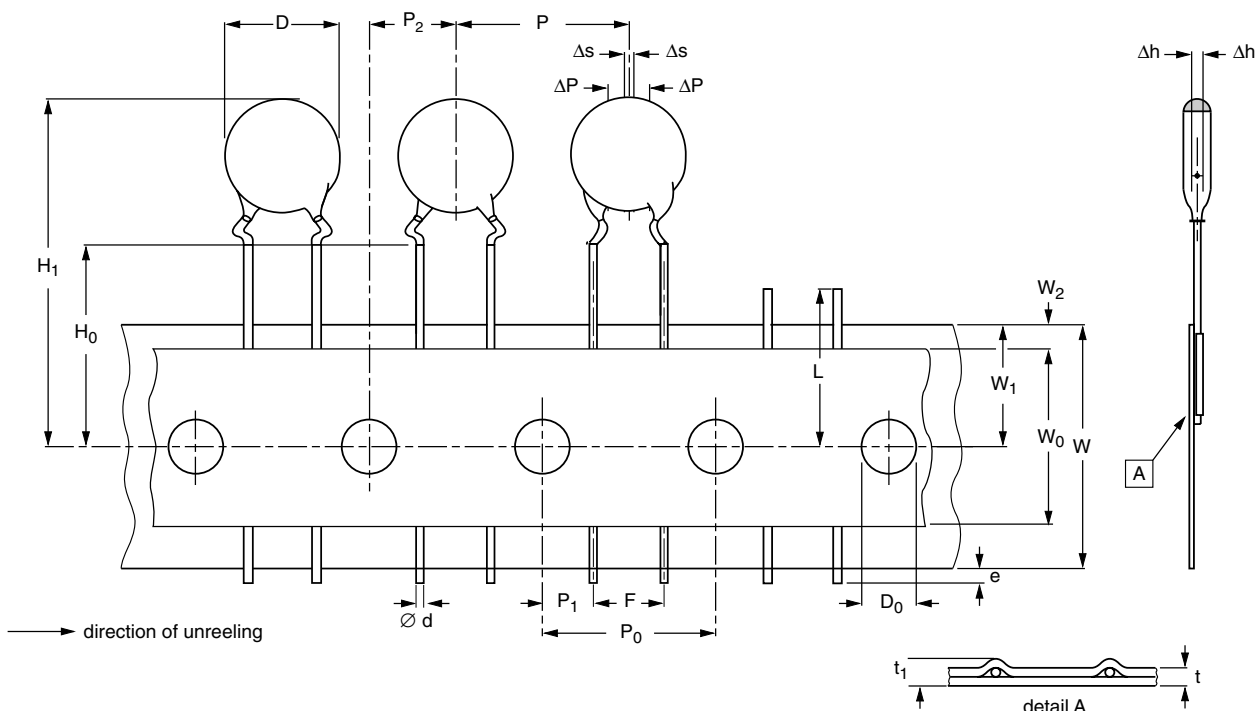 D
P2
P
Δs
Δs
ΔP
ΔP
Δh
Δh
H1
H0
W2
L
W1
W0
W
A
e
P1
F
D0
Ø d
P0
direction of unreeling
t1
t
detail A